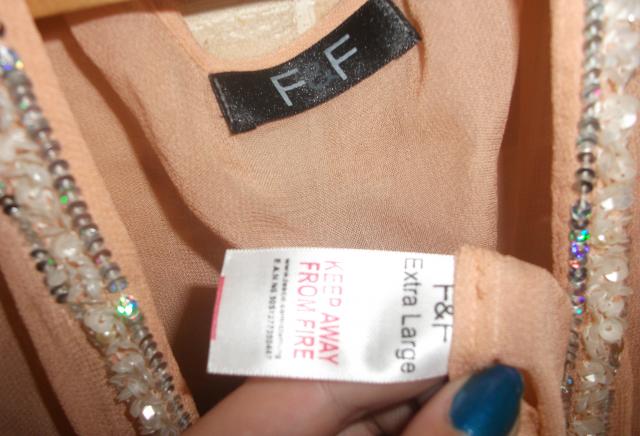 F&F
F&F
Extra Large
KEEP AWAY
FROM FIRE